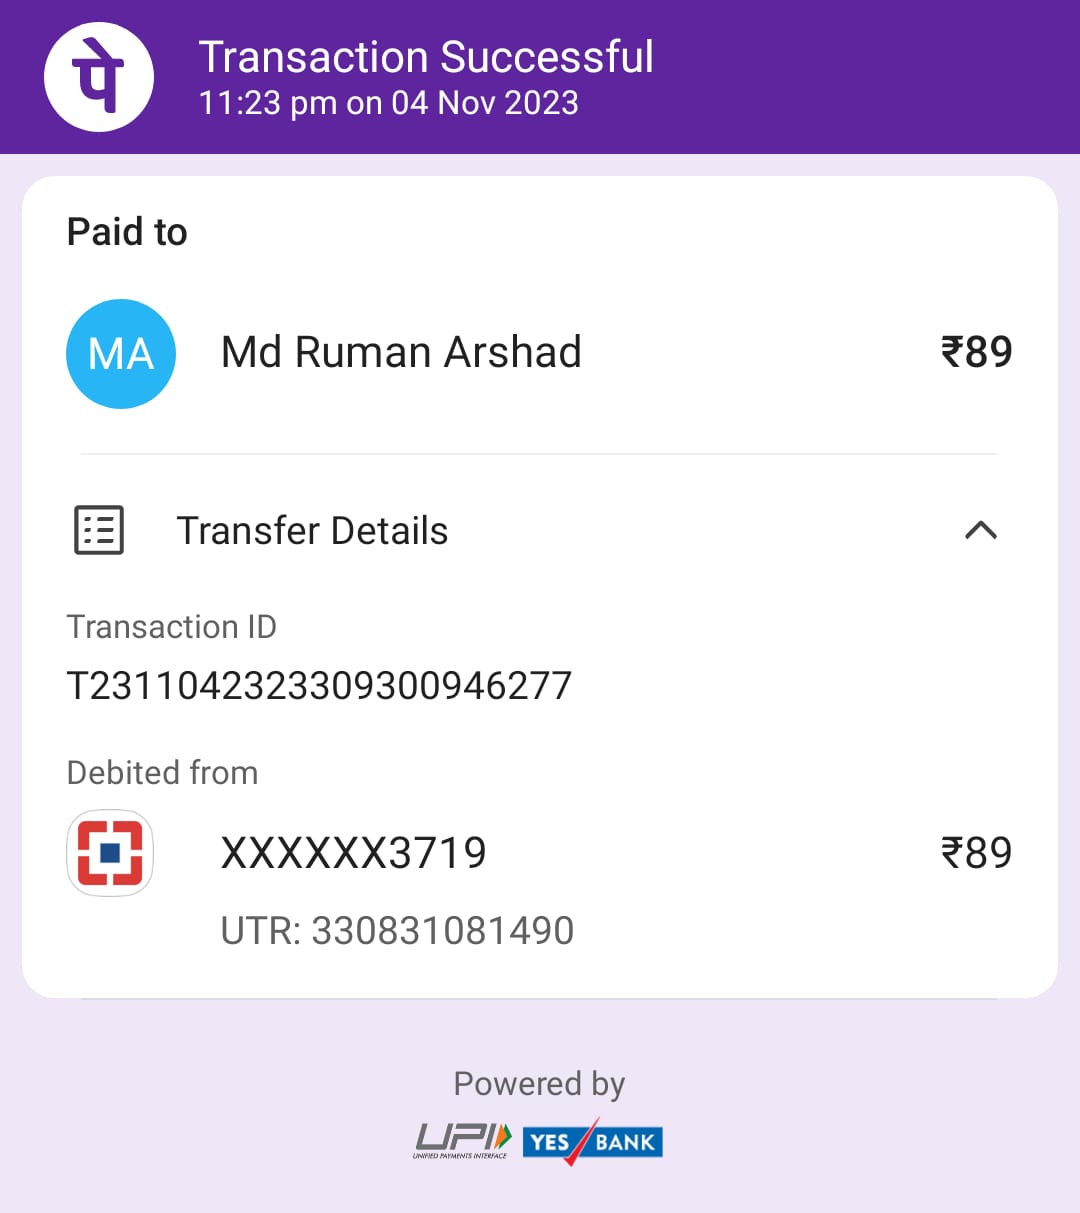 पे
Transaction Successful
11:23 pm on 04 Nov 2023
Paid to
MA
Md Ruman Arshad
₹89
Transfer Details
Transaction ID
T2311042323309300946277
Debited from
XXXXXX3719
₹89
UTR: 330831081490
Powered by
UPI
UNIFIED PAYMENTS INTERFACE
YES BANK